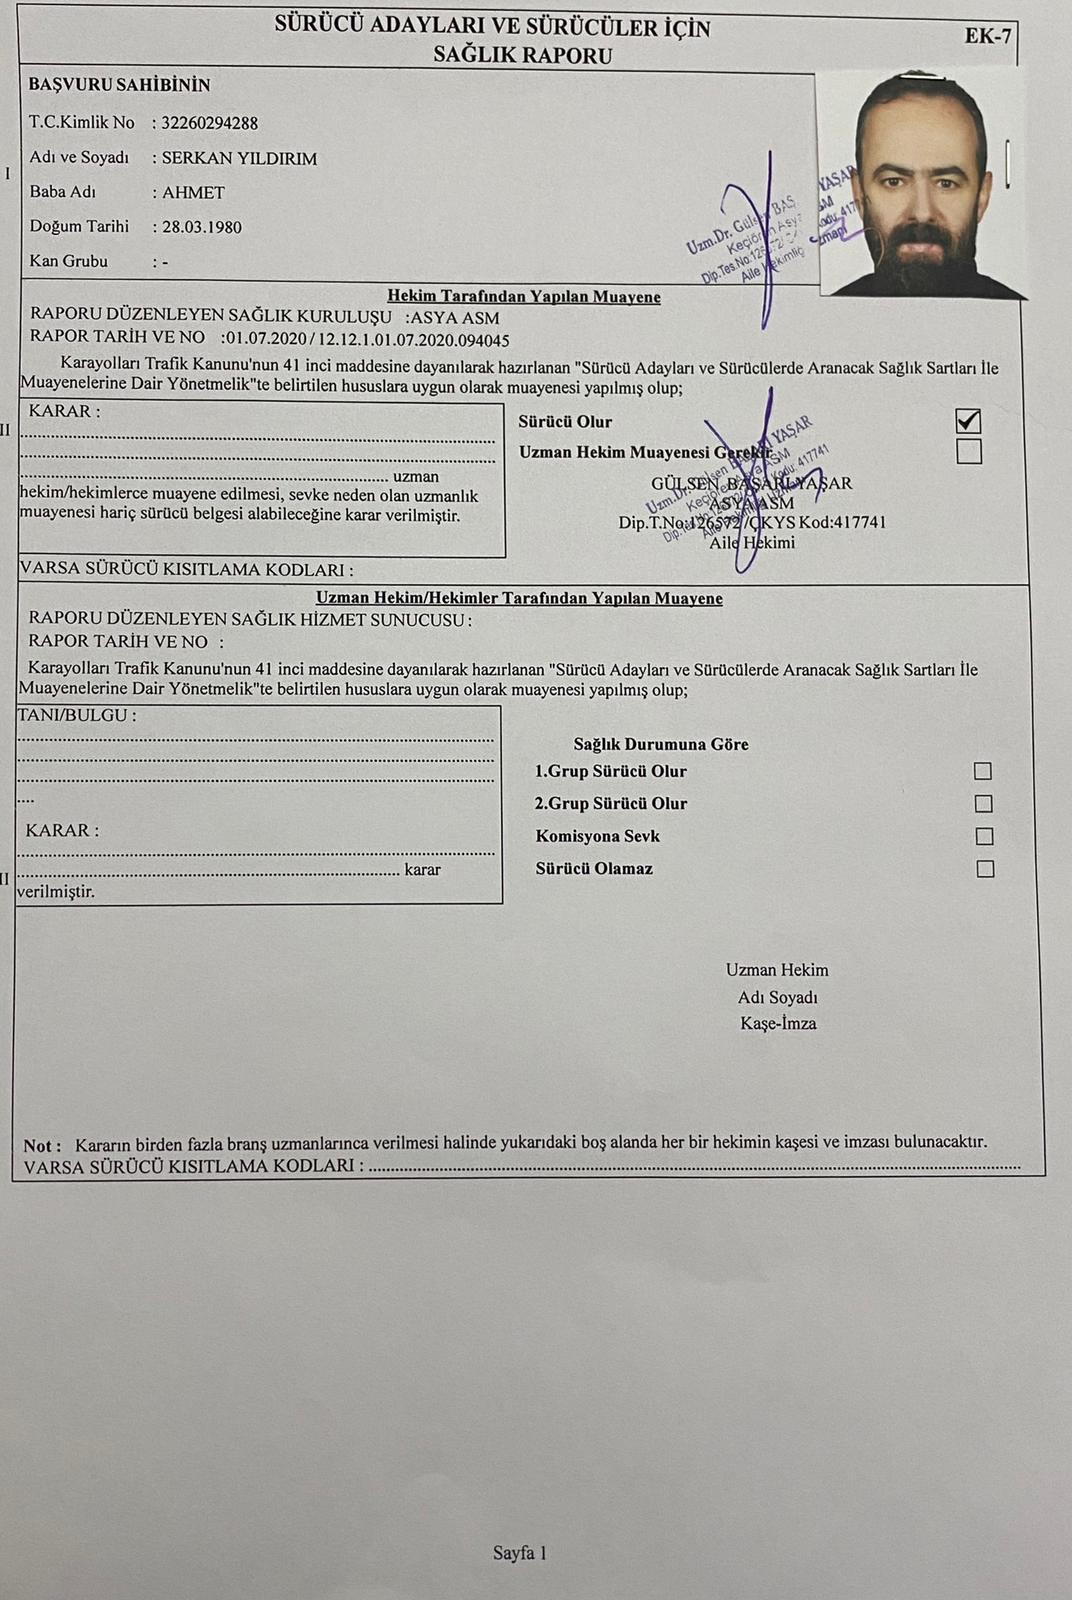 SÜRÜCÜ ADAYLARI VE SÜRÜCÜLER İÇİN
SAĞLIK RAPORU
EK-7
BAŞVURU SAHİBİNİN
T.C.Kimlik No : 32260294288
Adı ve Soyadı : SERKAN YILDIRIM
I
Baba Adı : AHMET
Doğum Tarihi : 28.03.1980
Kan Grubu : -
Uzm.Dr. Gülsen BAŞ
Keçiören Asya
Dip.Tes.No:
Aile Hekimliği
YAŞAR
Hekim Tarafından Yapılan Muayene
RAPORU DÜZENLEYEN SAĞLIK KURULUŞU :ASYA ASM
RAPOR TARİH VE NO :01.07.2020 / 12.12.1.01.07.2020.094045
Karayolları Trafik Kanunu'nun 41 inci maddesine dayanılarak hazırlanan "Sürücü Adayları ve Sürücülerde Aranacak Sağlık Sartları İle
Muayenelerine Dair Yönetmelik"te belirtilen hususlara uygun olarak muayenesi yapılmış olup;
II
KARAR :
uzman
hekim/hekimlerce muayene edilmesi, sevke neden olan uzmanlık
muayenesi hariç sürücü belgesi alabileceğine karar verilmiştir.
Sürücü Olur
Uzman Hekim Muayenesi Gerekir
GÜLSEN BAŞARI YAŞAR
ASYA ASM
Dip.T.No:126572 /ÇKYS Kod:417741
Aile Hekimi
VARSA SÜRÜCÜ KISITLAMA KODLARI :
Uzman Hekim/Hekimler Tarafından Yapılan Muayene
RAPORU DÜZENLEYEN SAĞLIK HİZMET SUNUCUSU :
RAPOR TARİH VE NO :
Karayolları Trafik Kanunu'nun 41 inci maddesine dayanılarak hazırlanan "Sürücü Adayları ve Sürücülerde Aranacak Sağlık Sartları İle
Muayenelerine Dair Yönetmelik"te belirtilen hususlara uygun olarak muayenesi yapılmış olup;
TANI/BULGU :
....
KARAR :
karar
II
verilmiştir.
Sağlık Durumuna Göre
1.Grup Sürücü Olur
2.Grup Sürücü Olur
Komisyona Sevk
Sürücü Olamaz
Uzman Hekim
Adı Soyadı
Kaşe-İmza
Not : Kararın birden fazla branş uzmanlarınca verilmesi halinde yukarıdaki boş alanda her bir hekimin kaşesi ve imzası bulunacaktır.
VARSA SÜRÜCÜ KISITLAMA KODLARI :
Sayfa 1